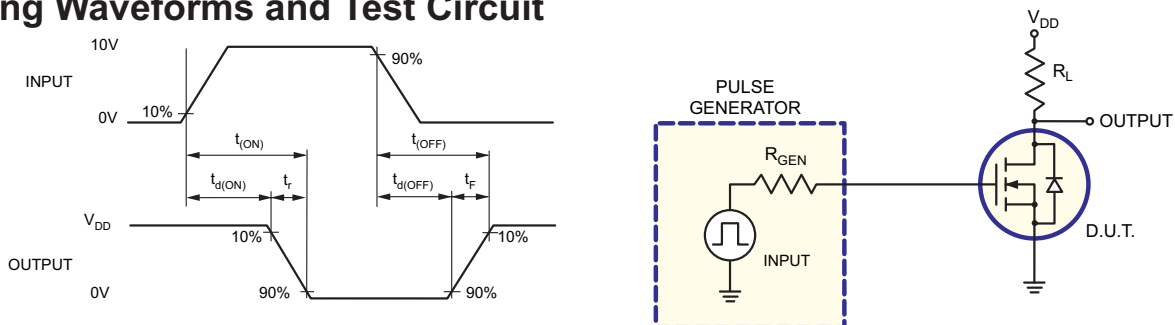 ng Waveforms and Test Circuit
10V
INPUT
90%
0V
10%
t(ON)
t(OFF)
td(ON)
tr
td(OFF)
tF
VDD
10%
10%
OUTPUT
0V
90%
90%
VDD
RL
PULSE
GENERATOR
OUTPUT
RGEN
D.U.T.
INPUT